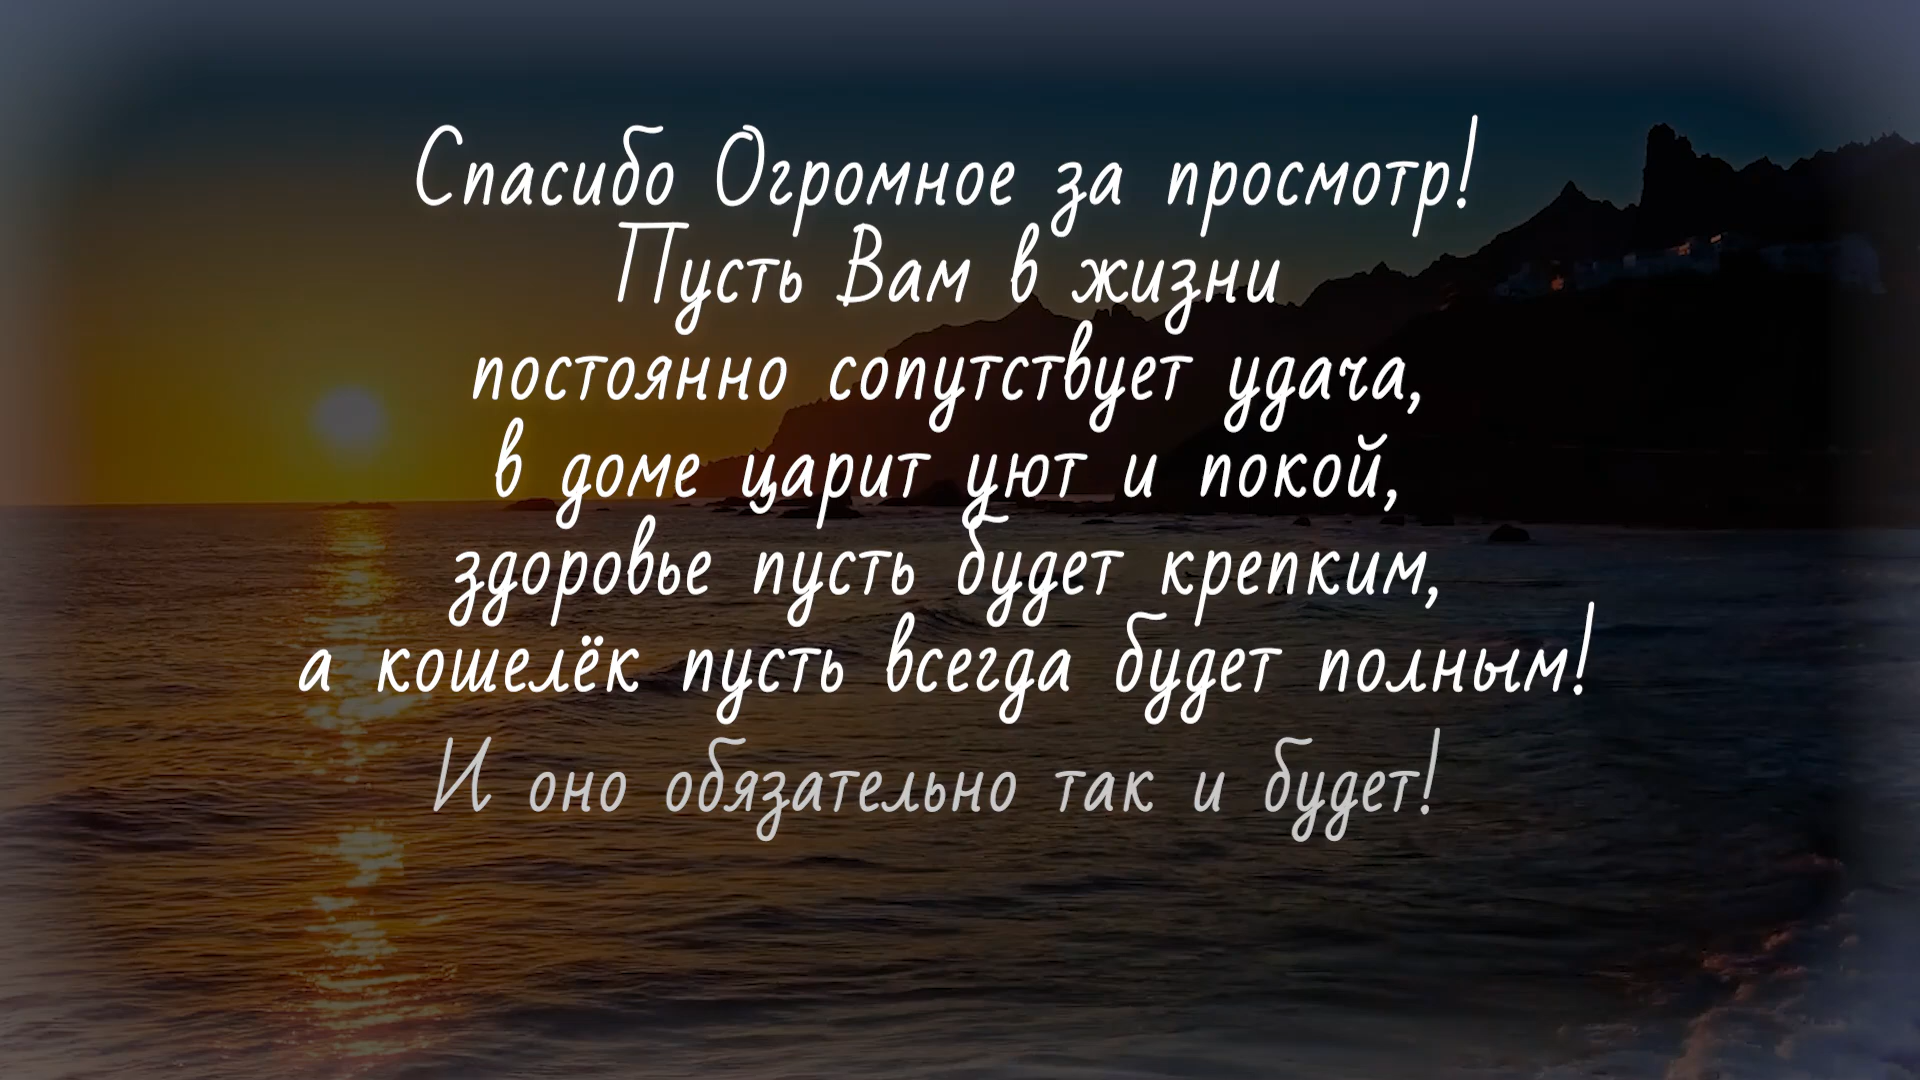 Спасибо Огромное за просмотр!
Пусть Вам в жизни
постоянно сопутствует удача,
в доме царит уют и покой,
здоровье пусть будет крепким,
а кошелёк пусть всегда будет полным!
И оно обязательно так и будет!